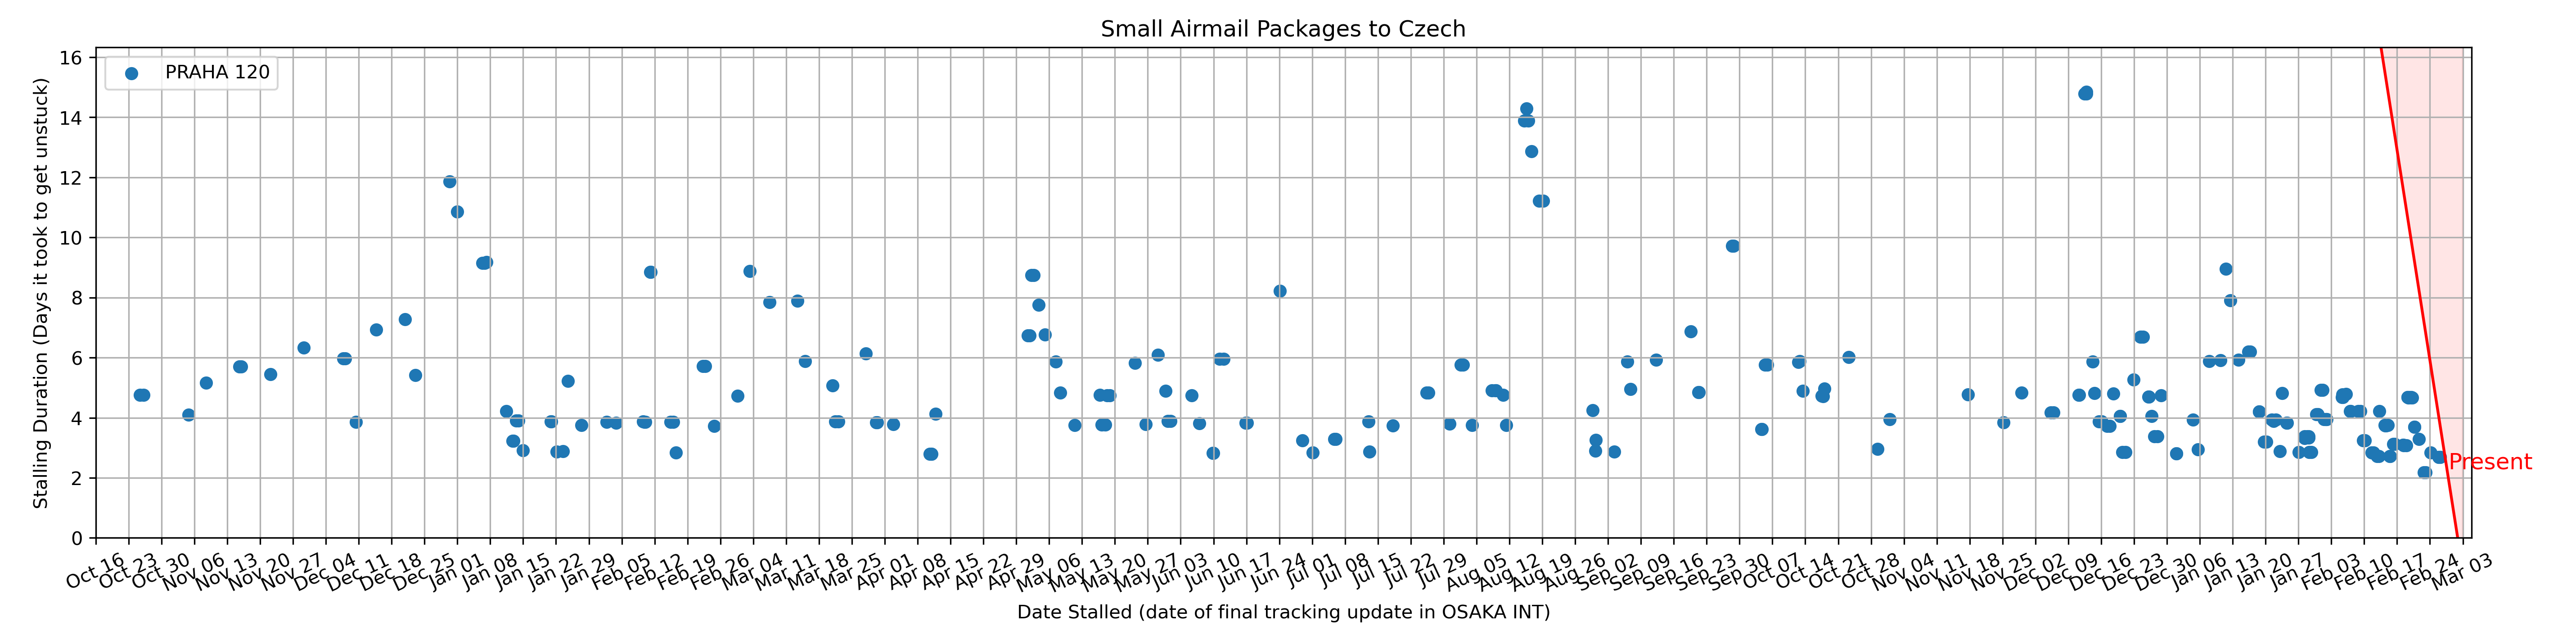 Small Airmail Packages to Czech
PRAHA 120
Stalling Duration (Days it took to get unstuck)
16
14
12
10
8
6
4
2
0
Present
Oct 16 Oct 23 Oct 30 Nov 06 Nov 13 Nov 20 Nov 27 Dec 04 Dec 11 Dec 18 Dec 25 Jan 01 Jan 08 Jan 15 Jan 22 Jan 29 Feb 05 Feb 12 Feb 19 Feb 26 Mar 04 Mar 11 Mar 18 Mar 25 Apr 01 Apr 08 Apr 15 Apr 22 Apr 29 May 06 May 13 May 20 May 27 Jun 03 Jun 10 Jun 17 Jun 24 Jul 01 Jul 08 Jul 15 Jul 22 Jul 29 Aug 05 Aug 12 Aug 19 Aug 26 Sep 02 Sep 09 Sep 16 Sep 23 Sep 30 Oct 07 Oct 14 Oct 21 Oct 28 Nov 04 Nov 11 Nov 18 Nov 25 Dec 02 Dec 09 Dec 16 Dec 23 Dec 30 Jan 06 Jan 13 Jan 20 Jan 27 Feb 03 Feb 10 Feb 17 Feb 24 Mar 03
Date Stalled (date of final tracking update in OSAKA INT)